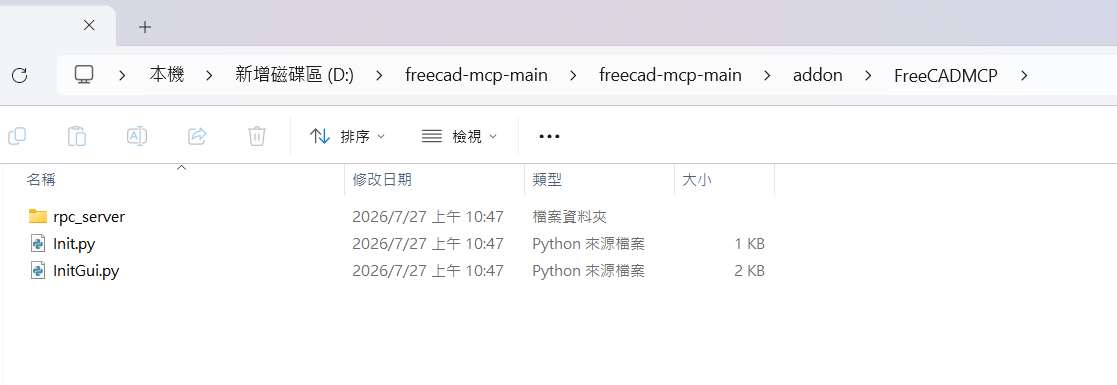 本機 > 新增磁碟區 (D:) > freecad-mcp-main > freecad-mcp-main > addon > FreeCADMCP >
排序 檢視 •••
名稱 修改日期 類型 大小
rpc_server 2026/7/27 上午 10:47 檔案資料夾
Init.py 2026/7/27 上午 10:47 Python 來源檔案 1 KB
InitGui.py 2026/7/27 上午 10:47 Python 來源檔案 2 KB